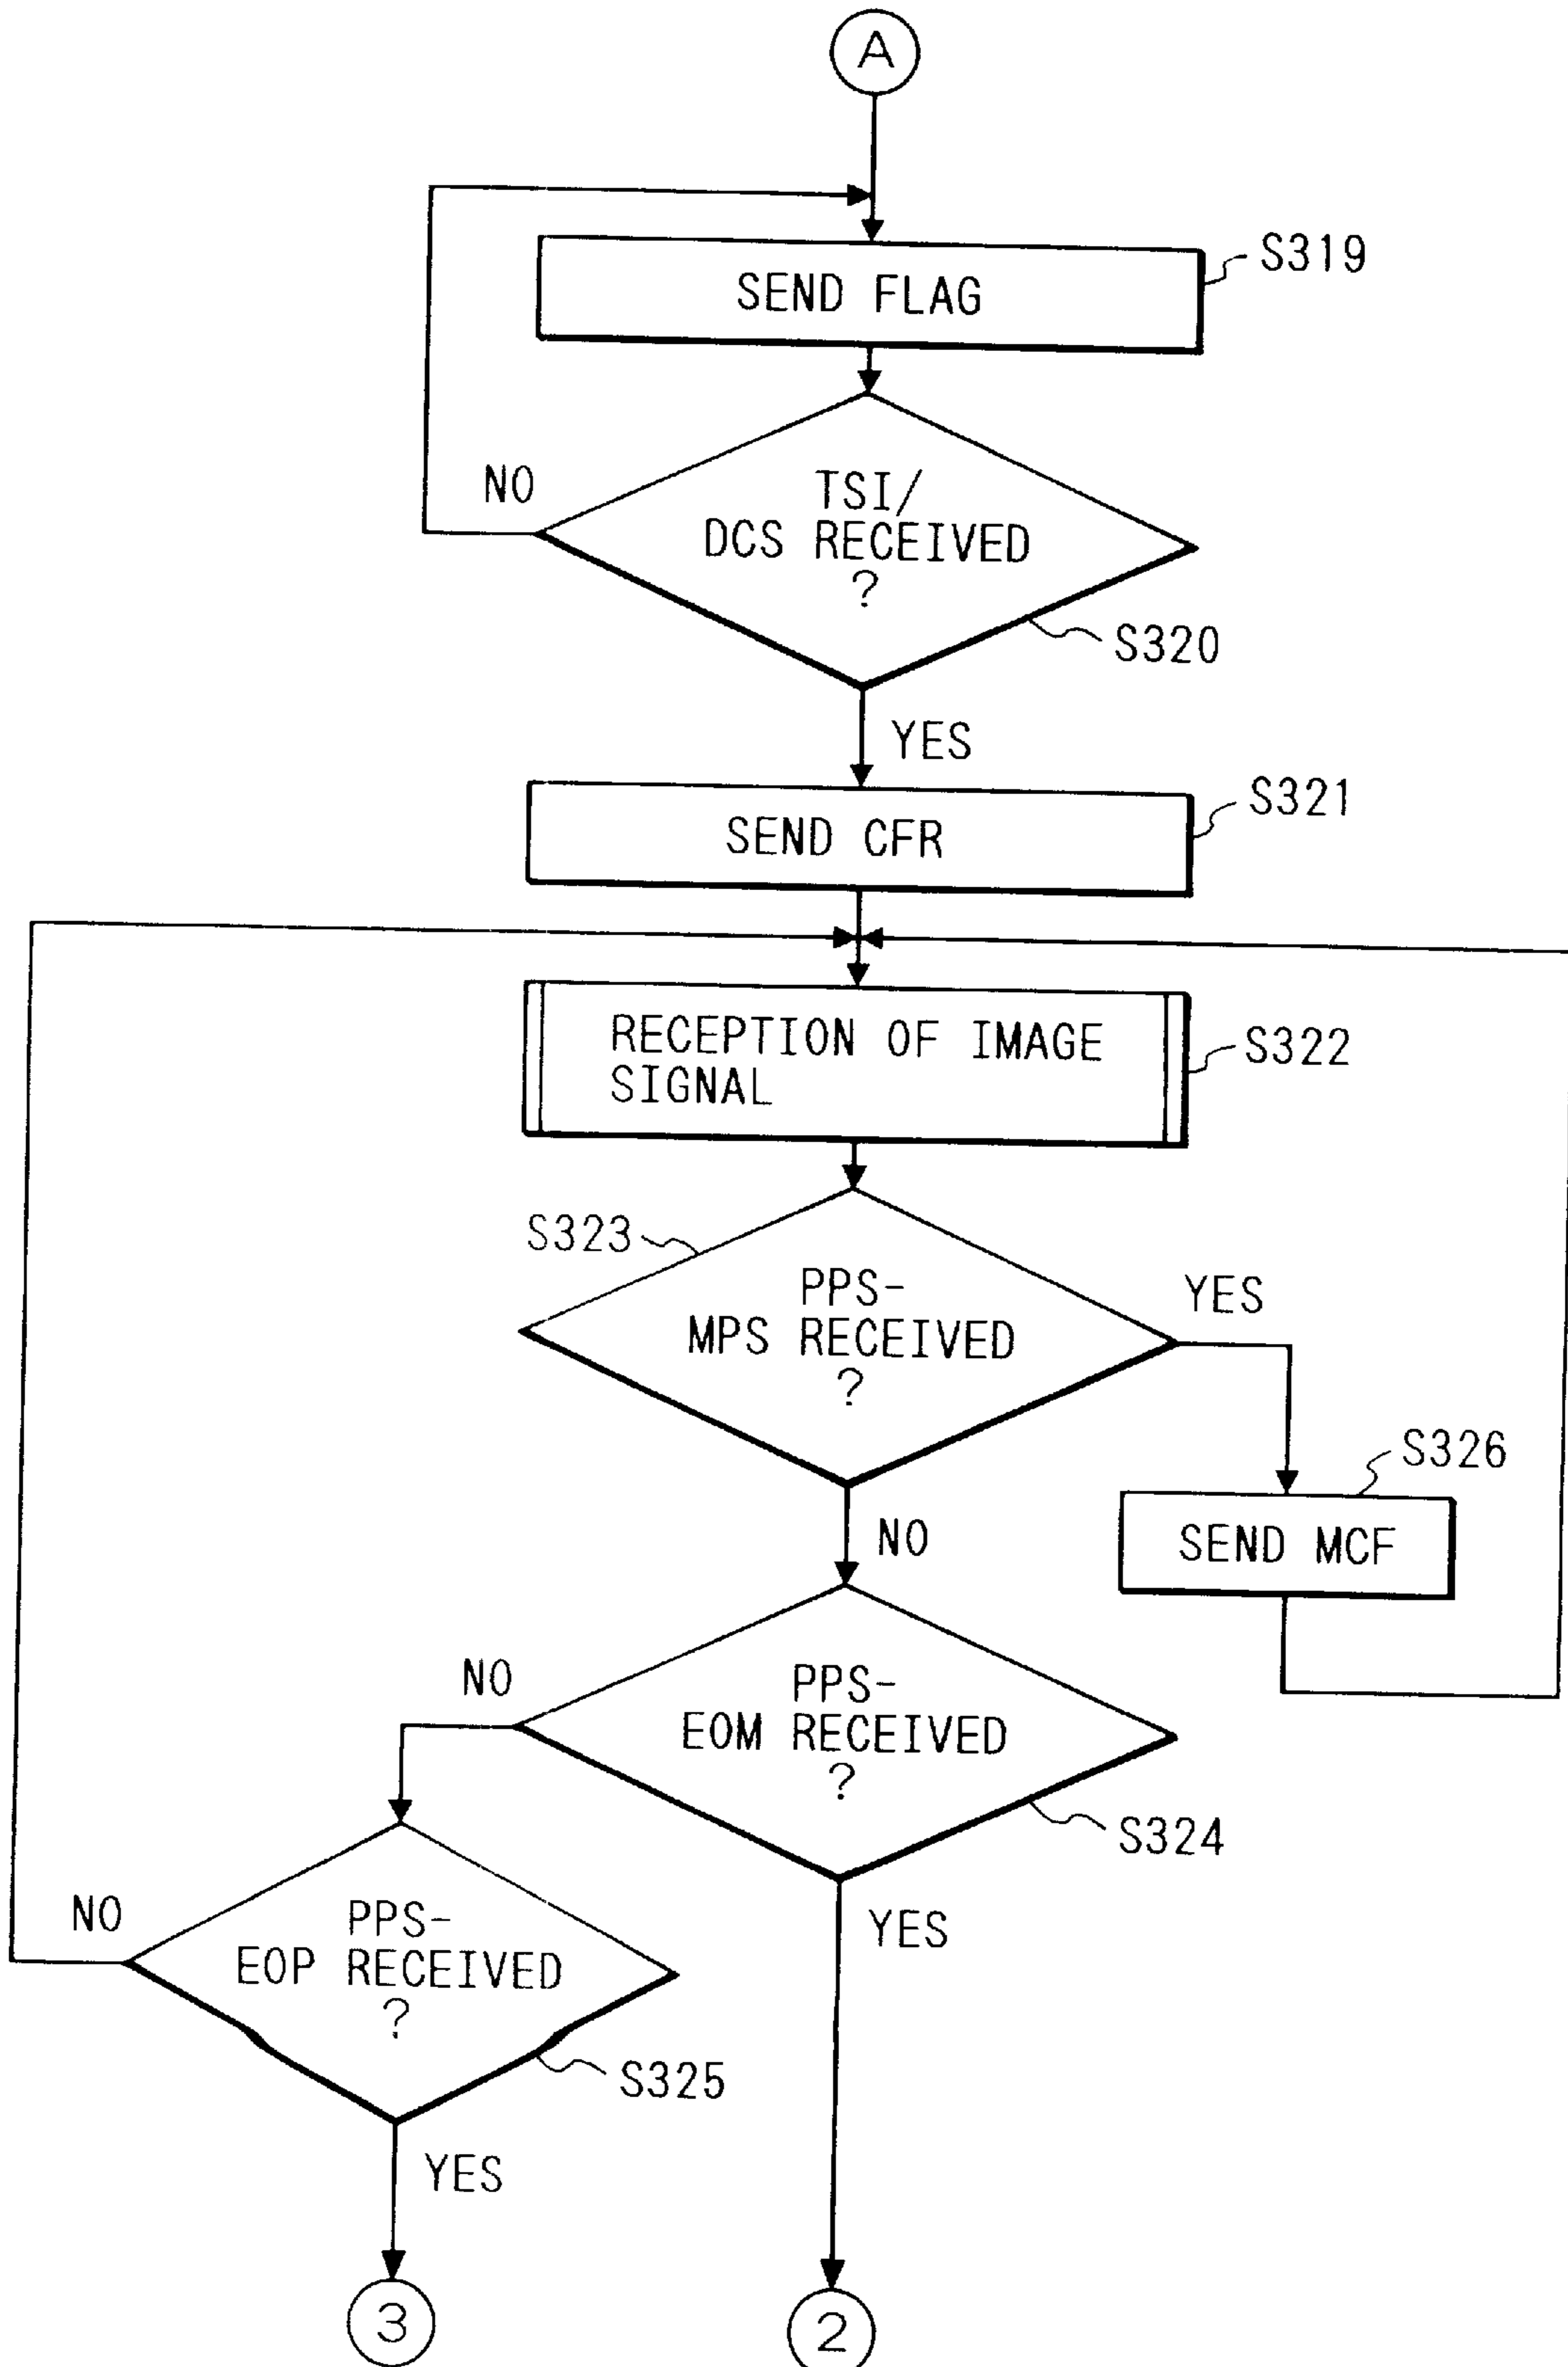 A
SEND FLAG
S319
NO
TSI/
DCS RECEIVED
?
S320
YES
SEND CFR
S321
RECEPTION OF IMAGE
SIGNAL
S322
S323
PPS-
MPS RECEIVED
?
YES
S326
SEND MCF
NO
NO
PPS-
EOM RECEIVED
?
S324
NO
PPS-
EOP RECEIVED
?
YES
S325
YES
3
2